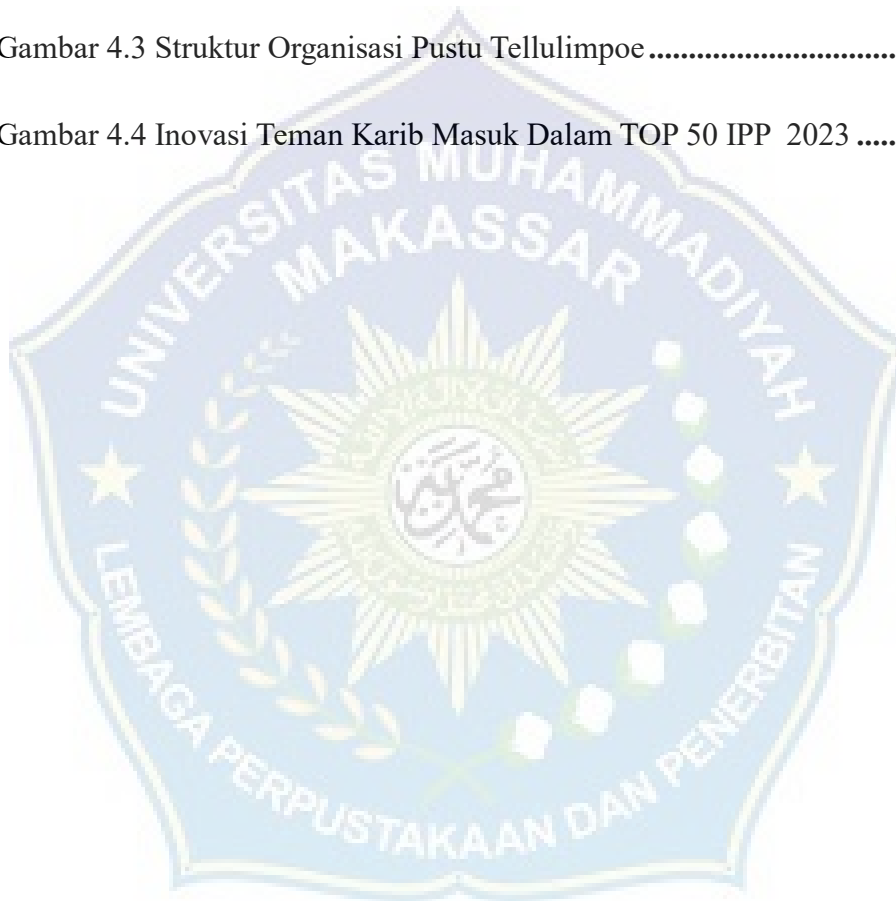 Gambar 4.3 Struktur Organisasi Pustu Tellulimpoe..............................
Gambar 4.4 Inovasi Teman Karib Masuk Dalam TOP 50 IPP 2023.....
UNIVERSITAS MUHAMMADIYAH
MAKASSAR
LEMBAGA PERPUSTAKAAN DAN PENERBITAN